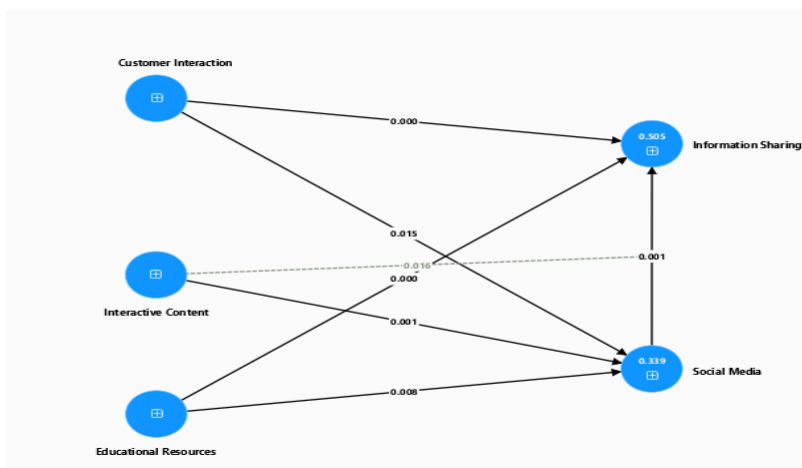 Customer Interaction
0.000
0.505
Information Sharing
0.015
0.016
0.001
0.000
Interactive Content
0.001
0.339
Social Media
0.008
Educational Resources